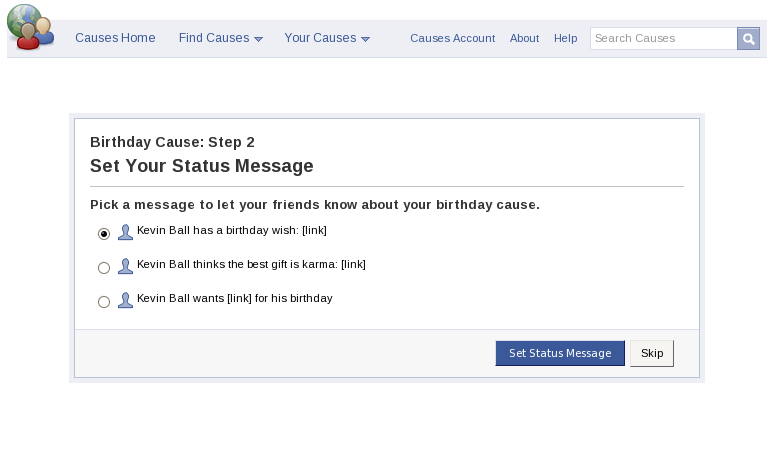 Causes Home Find Causes Your Causes Causes Account About Help Search Causes
Birthday Cause: Step 2
Set Your Status Message
Pick a message to let your friends know about your birthday cause.
Kevin Ball has a birthday wish: [link]
Kevin Ball thinks the best gift is karma: [link]
Kevin Ball wants [link] for his birthday
Set Status Message Skip